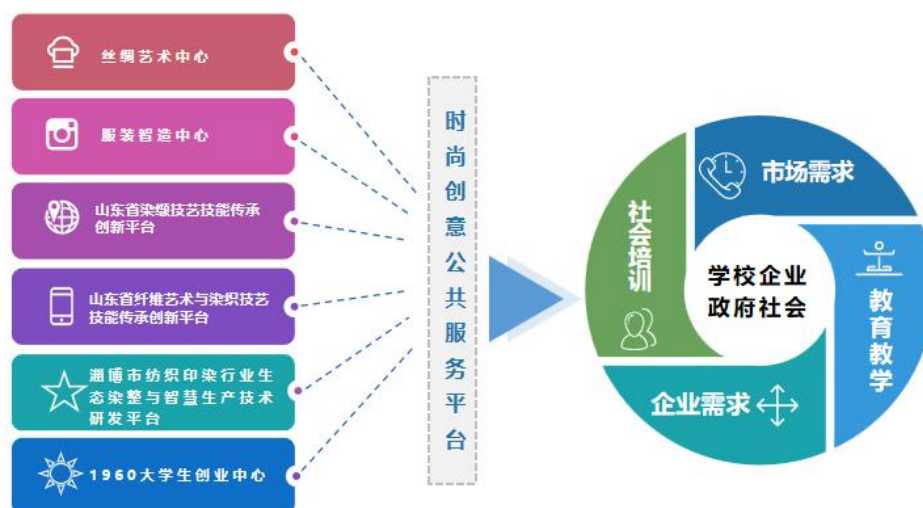 丝绸艺术中心
服装智造中心
山东省染缬技艺技能传承
创新平台
山东省纤维艺术与染织技艺
技能传承创新平台
淄博市纺织印染行业生
态染整与智慧生产技术
研发平台
1960大学生创业中心
时尚创意公共服务平台
市场需求
教育教学
企业需求
社会培训
学校企业
政府社会